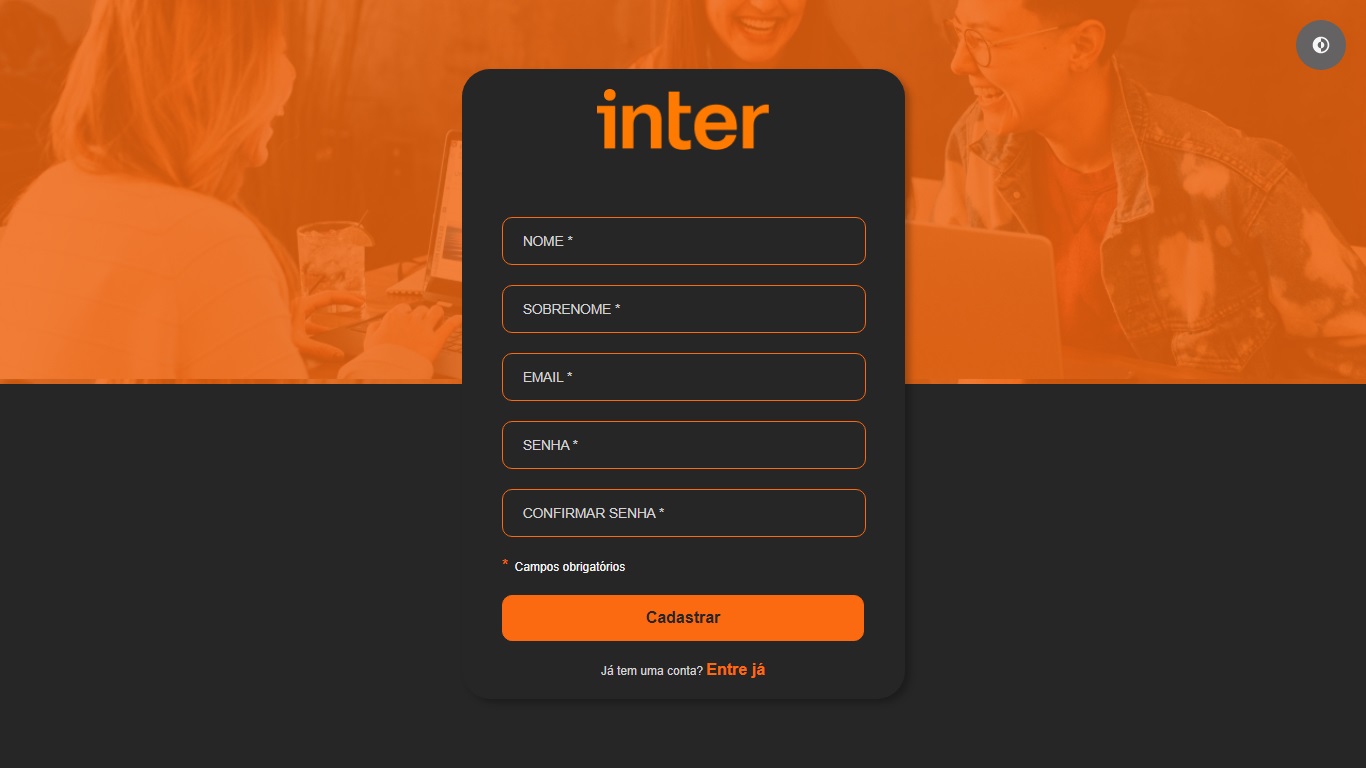 inter
NOME *
SOBRENOME *
EMAIL *
SENHA *
CONFIRMAR SENHA *
* Campos obrigatórios
Cadastrar
Já tem uma conta? Entre já